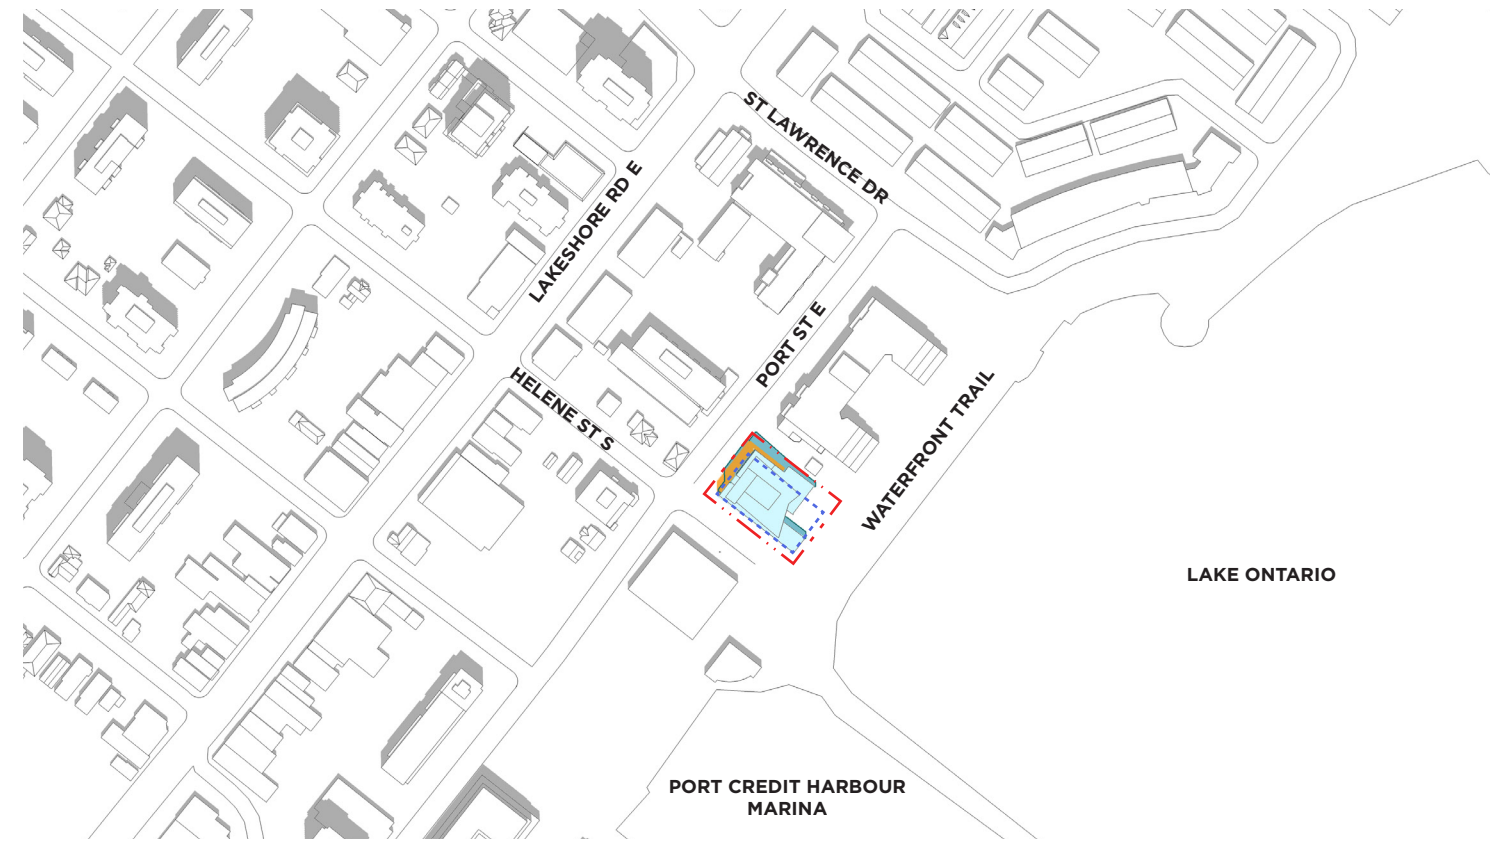 ST LAWRENCE DR
LAKESHORE RD E
PORT ST E
HELENE ST S
WATERFRONT TRAIL
LAKE ONTARIO
PORT CREDIT HARBOUR
MARINA